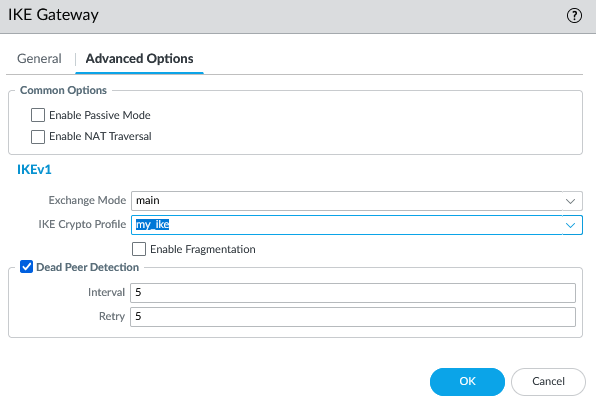 IKE Gateway
General
Advanced Options
Common Options
Enable Passive Mode
Enable NAT Traversal
IKEv1
Exchange Mode main
IKE Crypto Profile my_ike
Enable Fragmentation
Dead Peer Detection
Interval 5
Retry 5
OK Cancel